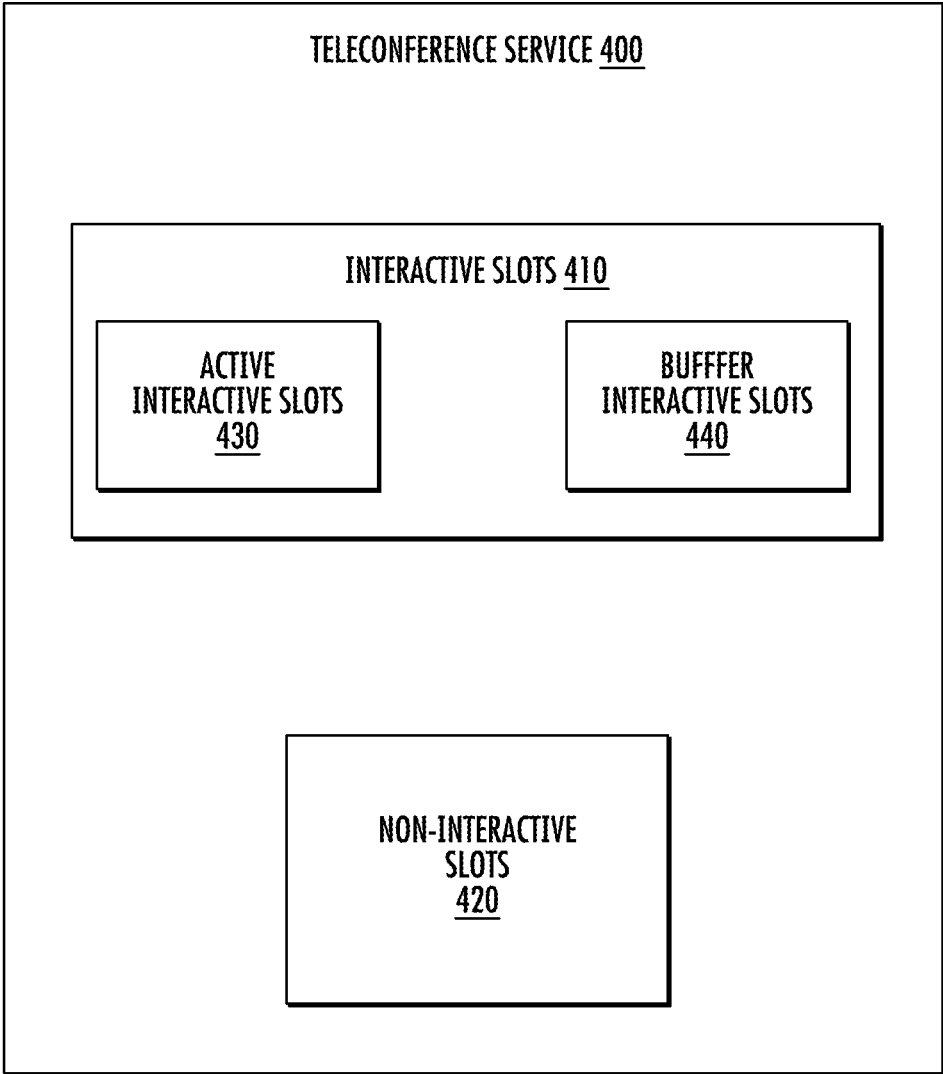 TELECONFERENCE SERVICE 400
INTERACTIVE SLOTS 410
ACTIVE
INTERACTIVE SLOTS
430
BUFFFER
INTERACTIVE SLOTS
440
NON-INTERACTIVE
SLOTS
420